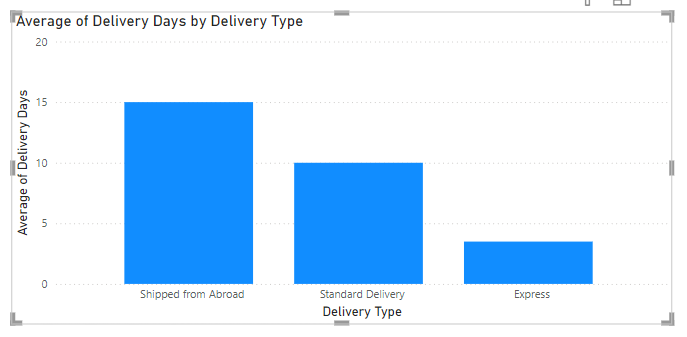 Average of Delivery Days by Delivery Type
20
15
10
5
0
Average of Delivery Days
Shipped from Abroad Standard Delivery Express
Delivery Type